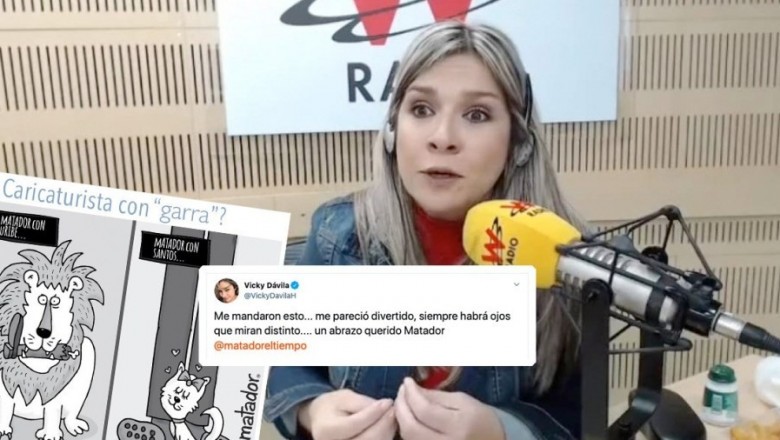 W
RADIO
Caricaturista con "garra"?
MATADOR CON
URIBE...
MATADOR CON
SANTOS...
matador.
W
RADIO
Vicky Dávila
@VickyDavilaH
Me mandaron esto... me pareció divertido, siempre habrá ojos
que miran distinto.... un abrazo querido Matador
@matadoreltiempo